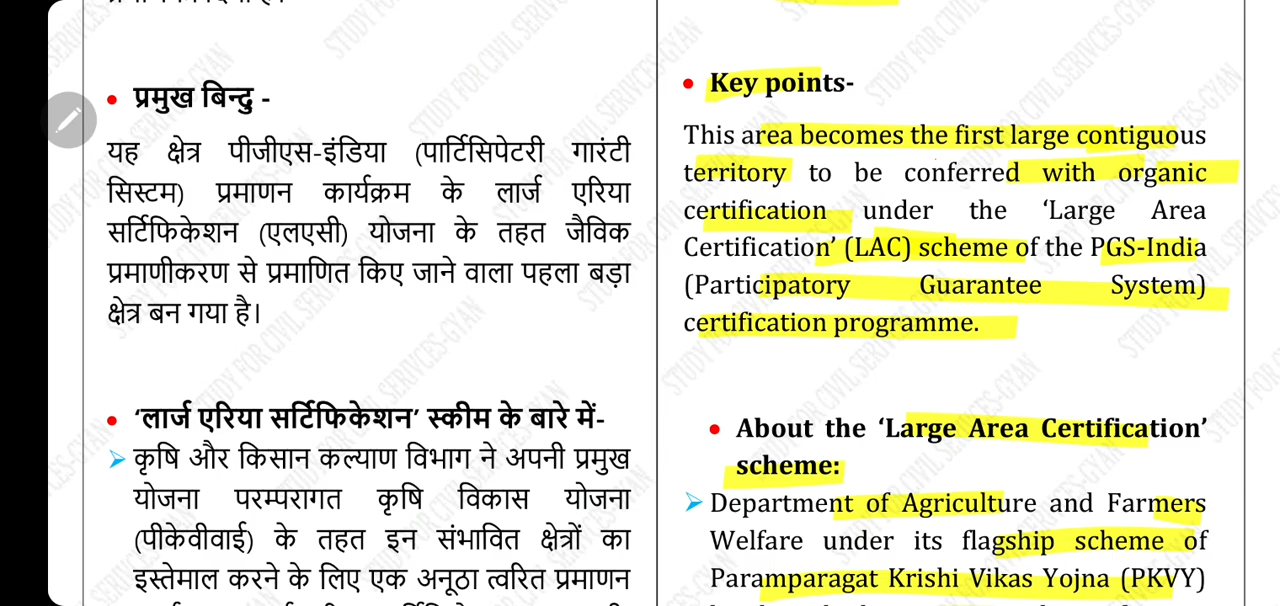 प्रमुख बिन्दु -
यह क्षेत्र पीजीएस-इंडिया (पार्टिसिपेटरी गारंटी
सिस्टम) प्रमाणन कार्यक्रम के लार्ज एरिया
सर्टिफिकेशन (एलएसी) योजना के तहत जैविक
प्रमाणीकरण से प्रमाणित किए जाने वाला पहला बड़ा
क्षेत्र बन गया है।
'लार्ज एरिया सर्टिफिकेशन' स्कीम के बारे में-
कृषि और किसान कल्याण विभाग ने अपनी प्रमुख
योजना परम्परागत कृषि विकास योजना
(पीकेवीवाई) के तहत इन संभावित क्षेत्रों का
इस्तेमाल करने के लिए एक अनूठा त्वरित प्रमाणन
Key points-
This area becomes the first large contiguous
territory to be conferred with organic
certification under the 'Large Area
Certification' (LAC) scheme of the PGS-India
(Participatory Guarantee System)
certification programme.
About the 'Large Area Certification'
scheme:
Department of Agriculture and Farmers
Welfare under its flagship scheme of
Paramparagat Krishi Vikas Yojna (PKVY)
STUDY FOR CIVIL SERIVCES-GYAN